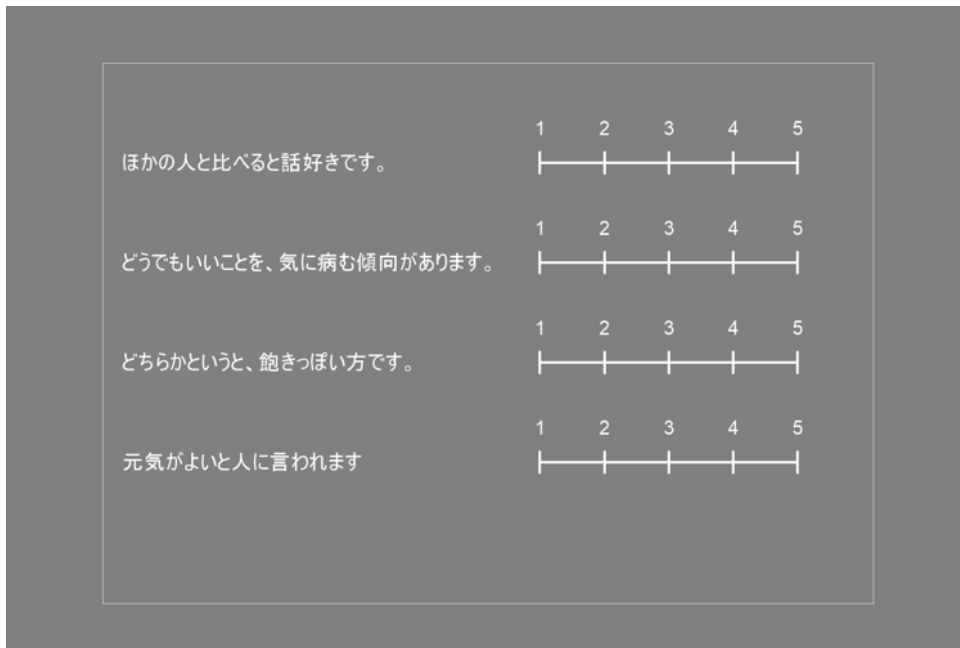 1 2 3 4 5
ほかの人と比べると話好きです。
1 2 3 4 5
どうでもいいことを、気に病む傾向があります。
1 2 3 4 5
どちらかというと、飽きっぽい方です。
1 2 3 4 5
元気がよいと人に言われます